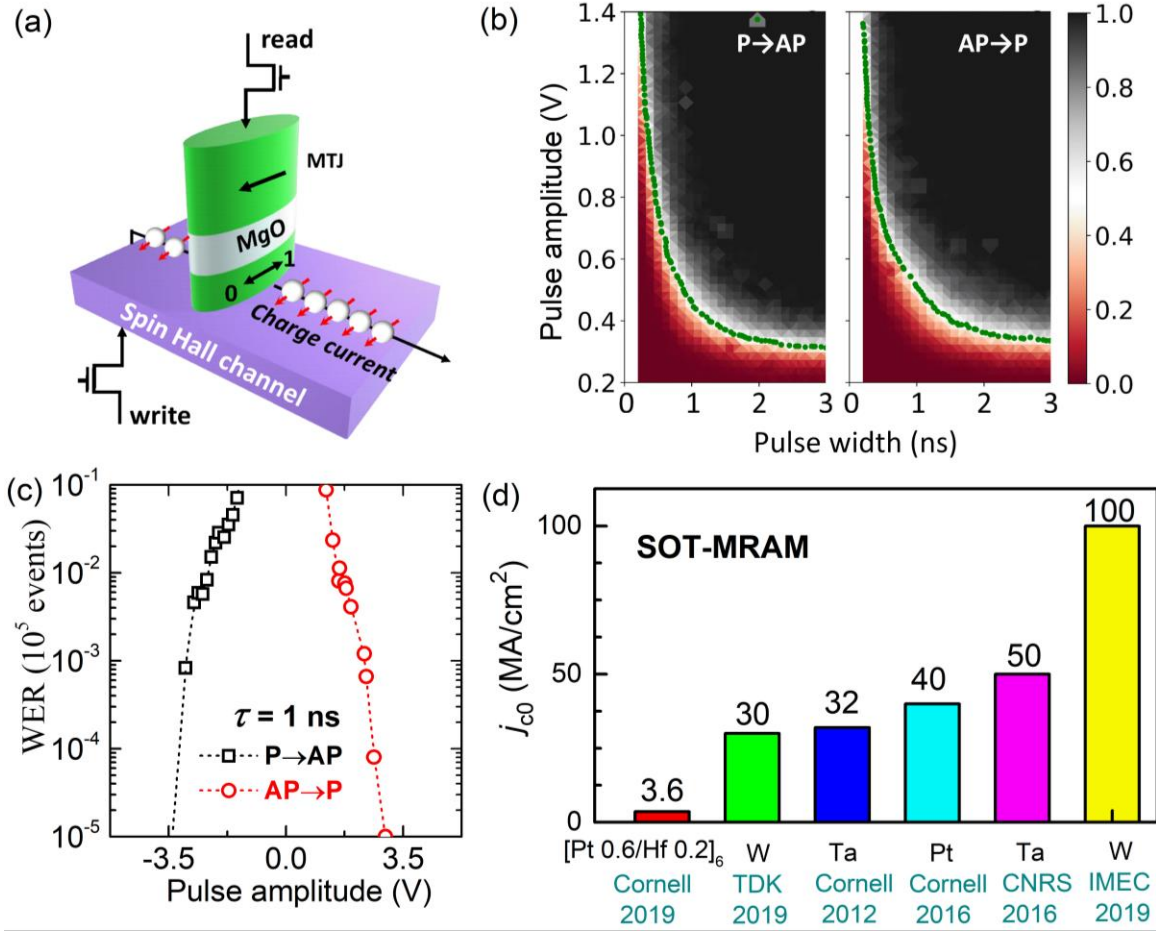 (a)
read
MTJ
MgO
0 1
Spin Hall channel
Charge current
write
(b)
P→AP
AP→P
Pulse amplitude (V)
1.4
1.2
1.0
0.8
0.6
0.4
0.2
0 1 2 3
0 1 2 3
Pulse width (ns)
1.0
0.8
0.6
0.4
0.2
0.0
(c)
WER (10⁵ events)
10⁻¹
10⁻²
10⁻³
10⁻⁴
10⁻⁵
τ = 1 ns
P→AP
AP→P
-3.5 0.0 3.5
Pulse amplitude (V)
(d)
SOT-MRAM
j_c0 (MA/cm²)
100
50
0
3.6
30
32
40
50
100
[Pt 0.6/Hf 0.2]₆ W Ta Pt Ta W
Cornell TDK Cornell Cornell CNRS IMEC
2019 2019 2012 2016 2016 2019